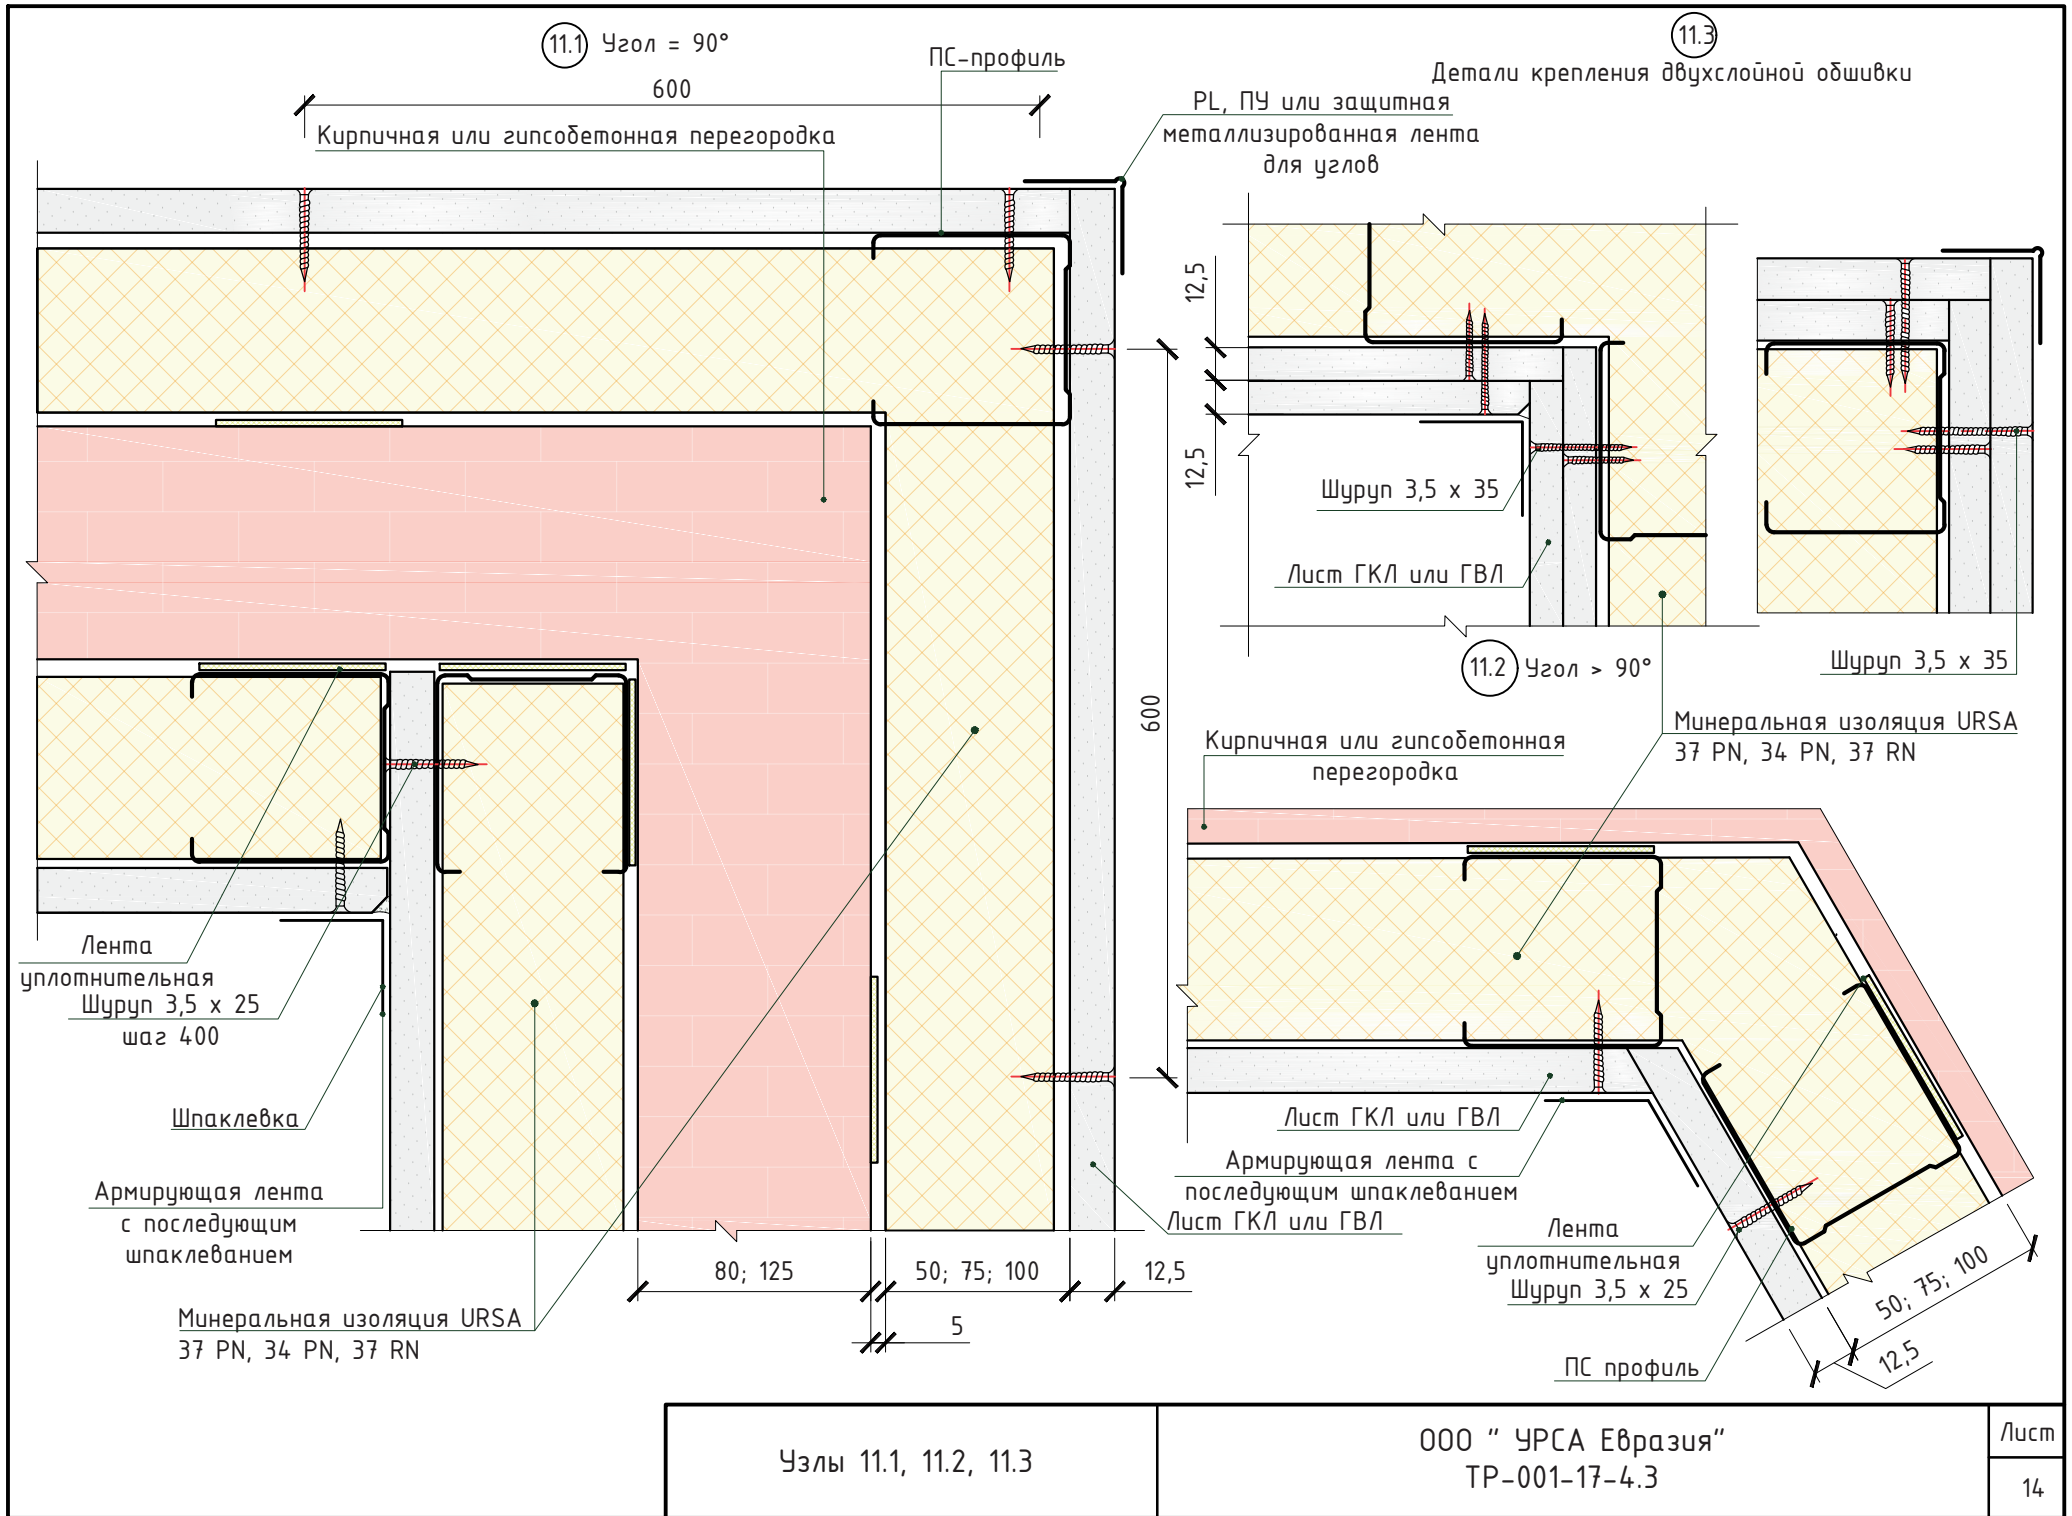 11.1 Угол = 90°
600
ПС-профиль
Кирпичная или гипсобетонная перегородка
PL, ПУ или защитная
металлизированная лента
для углов
11.3
Детали крепления двухслойной обшивки
12,5
12,5
Шуруп 3,5 x 35
Лист ГКЛ или ГВЛ
Шуруп 3,5 x 35
600
11.2 Угол > 90°
Минеральная изоляция URSA
37 PN, 34 PN, 37 RN
Кирпичная или гипсобетонная
перегородка
Лента
уплотнительная
Шуруп 3,5 x 25
шаг 400
Шпаклевка
Армирующая лента
с последующим
шпаклеванием
Минеральная изоляция URSA
37 PN, 34 PN, 37 RN
80; 125
50; 75; 100
12,5
5
Лист ГКЛ или ГВЛ
Армирующая лента с
последующим шпаклеванием
Лист ГКЛ или ГВЛ
Лента
уплотнительная
Шуруп 3,5 x 25
ПС профиль
50; 75; 100
12,5
Узлы 11.1, 11.2, 11.3
ООО " УРСА Евразия"
ТР-001-17-4.3
Лист
14